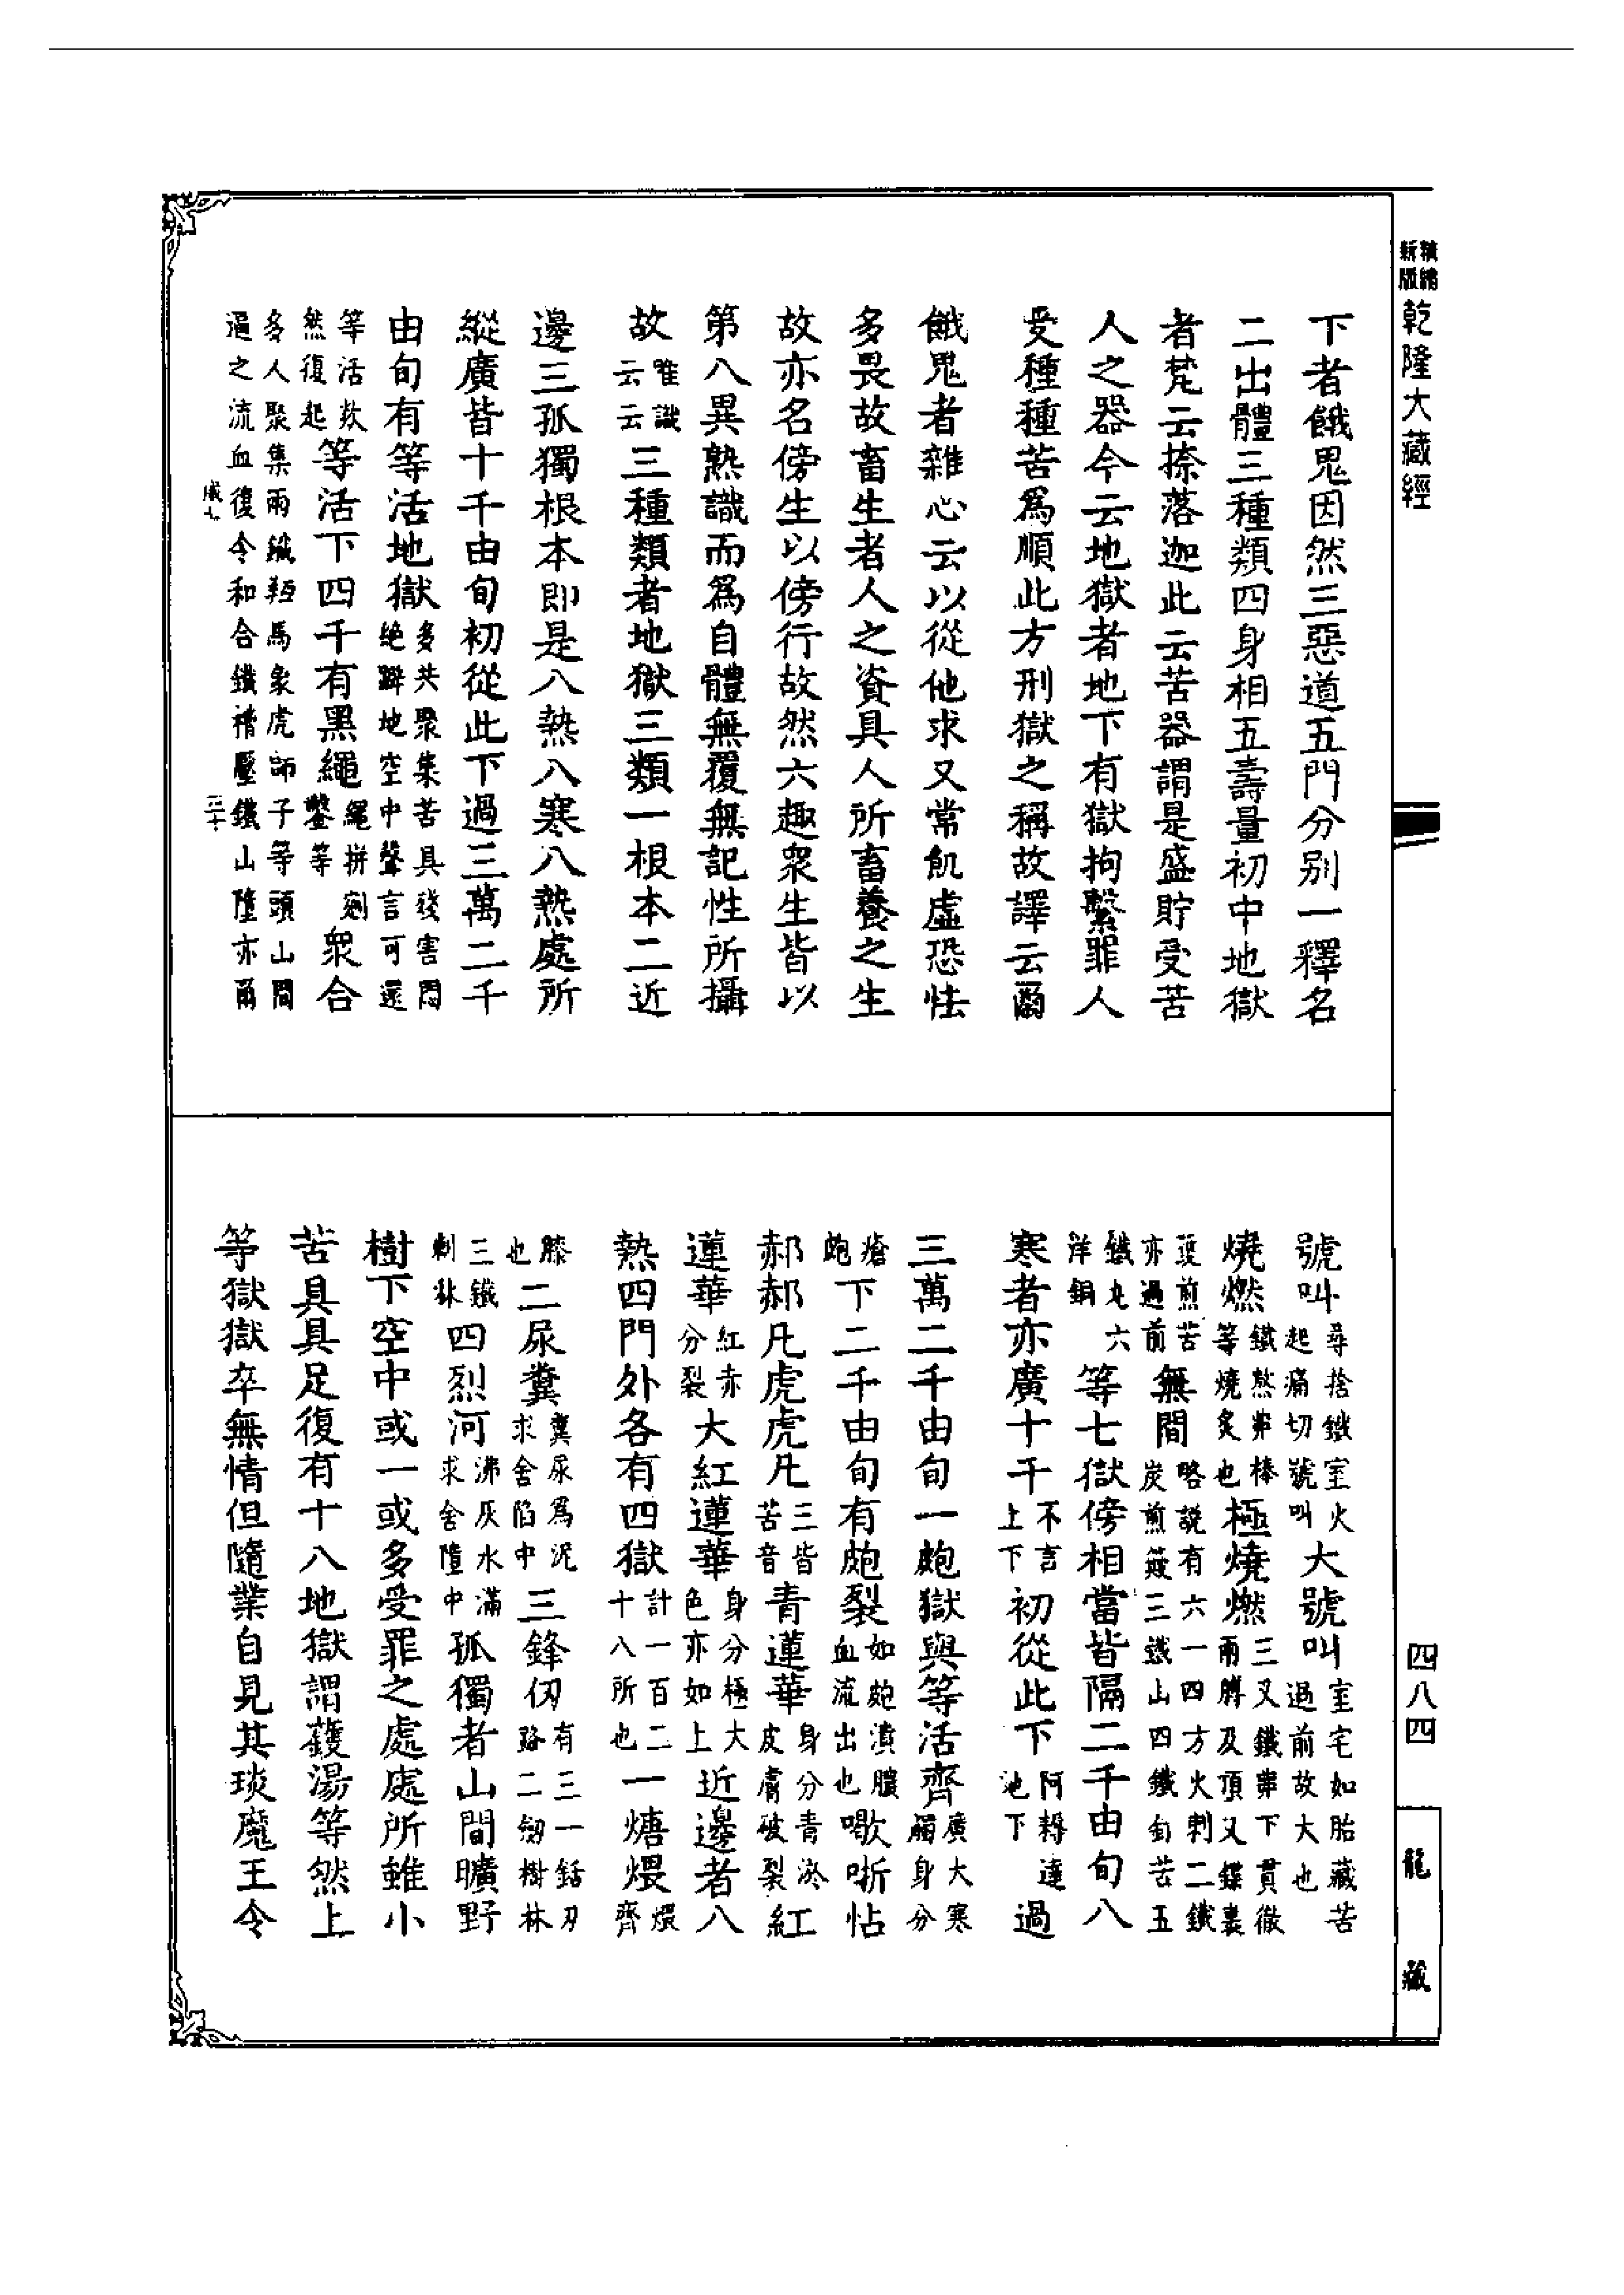 精縮
新版
乾隆大藏經
下者餓鬼因然三惡道五門分別一釋名
二出體三種類四身相五壽量初中地獄
者梵云捺落迦此云苦器謂是盛貯受苦
人之器今云地獄者地下有獄拘繫罪人
受種種苦爲順此方刑獄之稱故譯云爾
餓鬼者雜心云以從他求又常飢虛恐怯
多畏故畜生者人之資具人所畜養之生
故亦名傍生以傍行故然六趣衆生皆以
第八異熟識而爲自體無覆無記性所攝
故唯識云云三種類者地獄三類一根本二近
邊三孤獨根本即是八熱八寒八熱處所
縱廣皆十千由旬初從此下過三萬二千
由旬有等活地獄多共聚集苦具殘害悶絶躃地空中聲言可還
等活欻然復起等活下四千有黑繩繩拼劖鑿等衆合
多人聚集兩鐵羖馬象虎師子等頭山間逼之流血復令和合鐵槽壓鐵山墮亦爾
號叫尋捨鐵室火起痛切號叫大號叫室宅如胎藏苦過前故大也
燒燃鐵熬弗棒等燒炙也極燒燃三叉鐵弗下貫徹兩膊及頂又鍱裹
亟煎苦亦過前無間略説有六一四方火刺二鐵炭煎簸三鐵山四鐵釘苦五
鐵丸六洋銅等七獄傍相當皆隔二千由旬八
寒者亦廣十千不言上下初從此下阿耨達池下過
三萬二千由旬一皰獄與等活齊廣大寒觸身分
瘡皰下二千由旬有皰裂如皰潰膿血流出也㗿哳怗
郝郝凡虎虎凡三皆苦音青蓮華身分青淤皮膚破裂紅
蓮華紅赤分裂大紅蓮華身分極大色亦如上近邊者八
熱四門外各有四獄計一百二十八所也一煻煨煨齊
膝也二屎糞糞屎爲泥求舍陷中三鋒刃有三一銛刃路二劒樹林
三鐵刺林四烈河沸灰水滿求舍墮中孤獨者山間曠野
樹下空中或一或多受罪之處處所雖小
苦具具足復有十八地獄謂鑊湯等然上
等獄獄卒無情但隨業自見其琰魔王令
四八四
龍藏